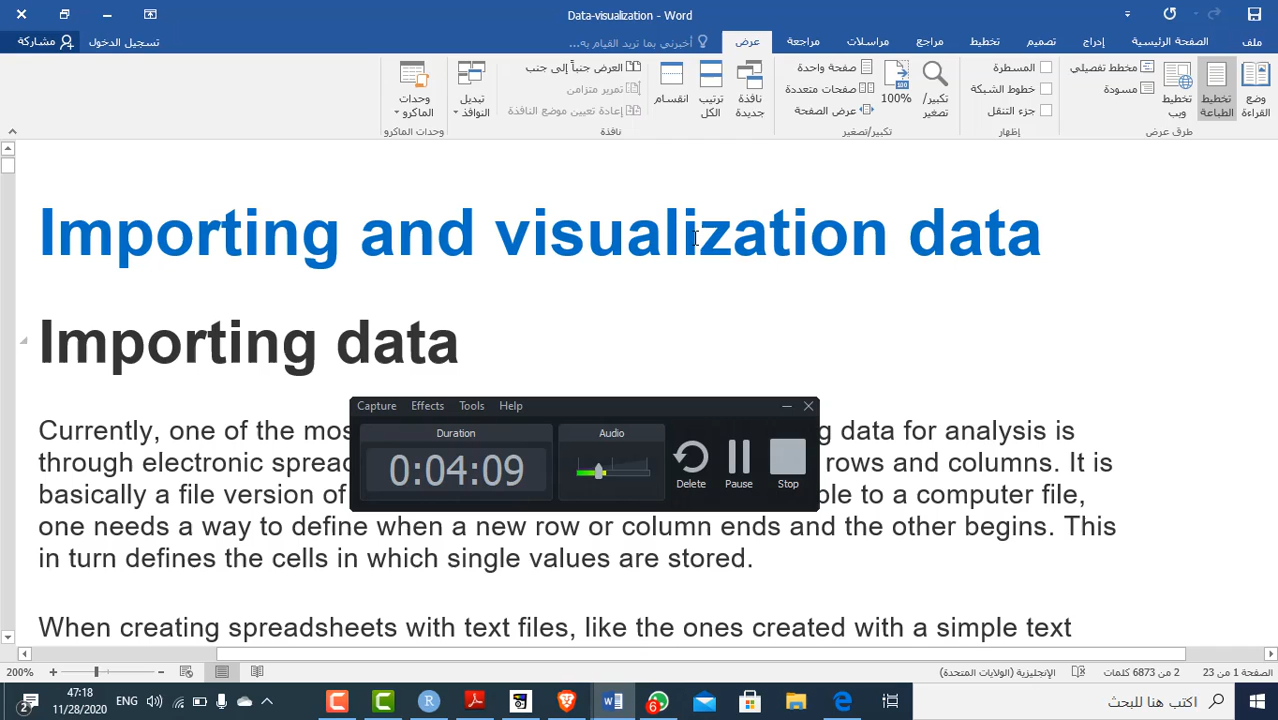 Data-visualization - Word
ملف
الصفحة الرئيسية
إدراج
تصميم
تخطيط
مراجع
مراسلات
مراجعة
عرض
أخبرني بما تريد القيام به...
تسجيل الدخول
مشاركة
وضع القراءة
تخطيط الطباعة
تخطيط ويب
مخطط تفصيلي
مسودة
طرق عرض
المسطرة
خطوط الشبكة
جزء التنقل
إظهار
تكبير/تصغير
100
100%
صفحة واحدة
صفحات متعددة
عرض الصفحة
تكبير/تصغير
نافذة جديدة
ترتيب الكل
انقسام
العرض جنباً إلى جنب
تمرير متزامن
إعادة تعيين موضع النافذة
نافذة
تبديل النوافذ
وحدات الماكرو
وحدات الماكرو
Importing and visualization data
Importing data
Currently, one of the mos
g data for analysis is
through electronic spread
rows and columns. It is
basically a file version of
ple to a computer file,
one needs a way to define when a new row or column ends and the other begins. This
in turn defines the cells in which single values are stored.
When creating spreadsheets with text files, like the ones created with a simple text
Capture Effects Tools Help
Duration
0:04:09
Audio
Delete
Pause
Stop
الصفحة 1 من 23
2 من 6873 كلمات
الإنجليزية (الولايات المتحدة)
200%
اكتب هنا للبحث
6
ENG
47:18
11/28/2020
2